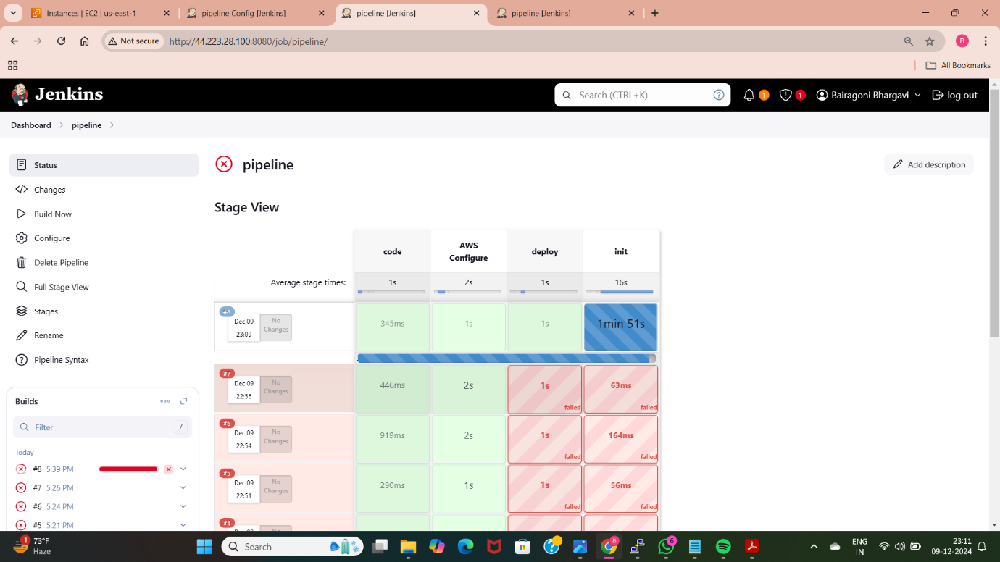 Instances | EC2 | us-east-1
pipeline Config [Jenkins]
pipeline [Jenkins]
pipeline [Jenkins]
Not secure
http://44.223.28.100:8080/job/pipeline/
B
All Bookmarks
Jenkins
Search (CTRL+K)
?
1
1
Bairagoni Bhargavi
log out
Dashboard
pipeline
Status
Changes
Build Now
Configure
Delete Pipeline
Full Stage View
Stages
Rename
Pipeline Syntax
Builds
Filter
/
Today
#8 5:39 PM
#7 5:26 PM
#6 5:24 PM
#5 5:21 PM
pipeline
Add description
Stage View
code
AWS
Configure
deploy
init
Average stage times:
1s
2s
1s
16s
#8
Dec 09
23:09
No
Changes
345ms
1s
1s
1min 51s
#7
Dec 09
22:56
No
Changes
446ms
2s
1s
failed
63ms
failed
#6
Dec 09
22:54
No
Changes
919ms
2s
1s
failed
164ms
failed
#5
Dec 09
22:51
No
Changes
290ms
1s
1s
failed
56ms
failed
#4
1
73°F
Haze
Search
B
6
ENG
IN
23:11
09-12-2024